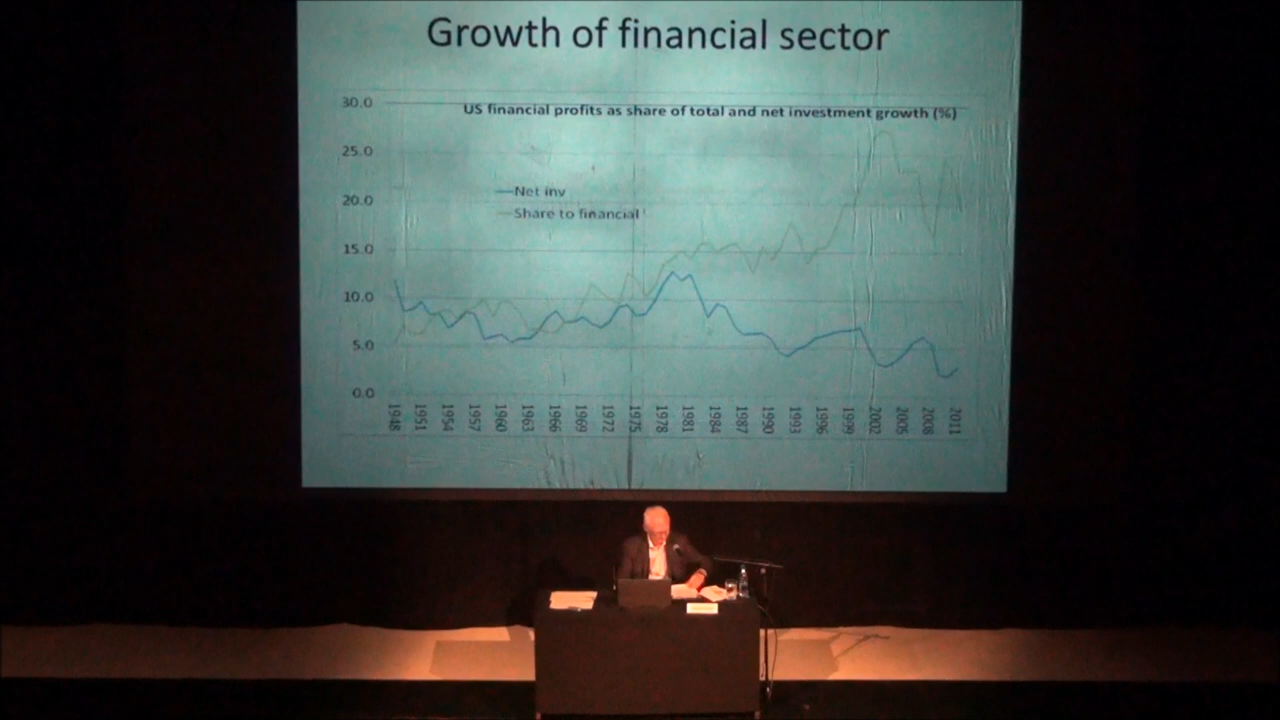 Growth of financial sector
US financial profits as share of total and net investment growth (%)
30.0
25.0
20.0
15.0
10.0
5.0
0.0
Net inv
Share to financial
1948 1951 1954 1957 1960 1963 1966 1969 1972 1975 1978 1981 1984 1987 1990 1993 1996 1999 2002 2005 2008 2011